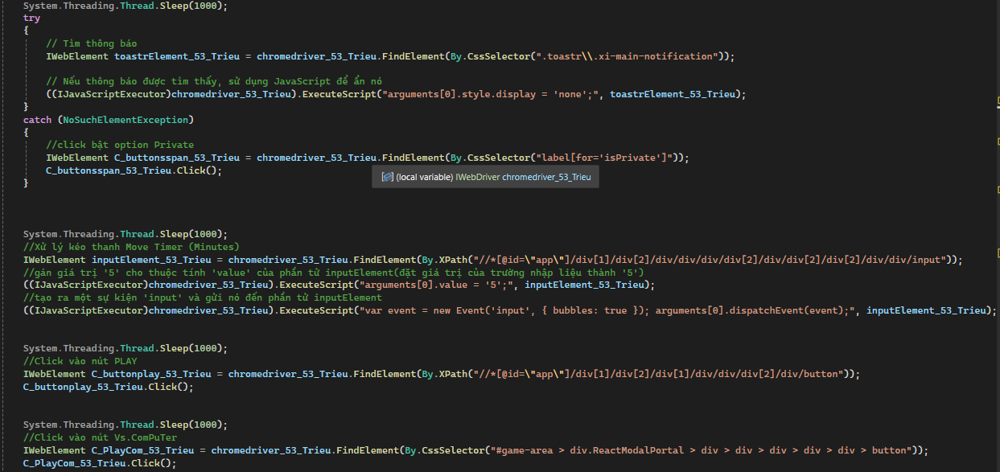 System.Threading.Thread.Sleep(1000);
try
{
// Tìm thông báo
IWebElement toastrElement_53_Trieu = chromedriver_53_Trieu.FindElement(By.CssSelector(".toastr\\.xi-main-notification"));
// Nếu thông báo được tìm thấy, sử dụng JavaScript để ẩn nó
((IJavaScriptExecutor)chromedriver_53_Trieu).ExecuteScript("arguments[0].style.display = 'none';", toastrElement_53_Trieu);
}
catch (NoSuchElementException)
{
//click bật option Private
IWebElement C_buttonsspan_53_Trieu = chromedriver_53_Trieu.FindElement(By.CssSelector("label[for='isPrivate']"));
C_buttonsspan_53_Trieu.Click();
(local variable) IWebDriver chromedriver_53_Trieu
}
System.Threading.Thread.Sleep(1000);
//Xử lý kéo thanh Move Timer (Minutes)
IWebElement inputElement_53_Trieu = chromedriver_53_Trieu.FindElement(By.XPath("//*[@id=\"app\"]/div[1]/div[2]/div/div/div/div[2]/div/div[2]/div[2]/div/div/input"));
//gán giá trị '5' cho thuộc tính 'value' của phần tử inputElement(đặt giá trị của trường nhập liệu thành '5')
((IJavaScriptExecutor)chromedriver_53_Trieu).ExecuteScript("arguments[0].value = '5';", inputElement_53_Trieu);
//tạo ra một sự kiện 'input' và gửi nó đến phần tử inputElement
((IJavaScriptExecutor)chromedriver_53_Trieu).ExecuteScript("var event = new Event('input', { bubbles: true }); arguments[0].dispatchEvent(event);", inputElement_53_Trieu);
System.Threading.Thread.Sleep(1000);
//Click vào nút PLAY
IWebElement C_buttonplay_53_Trieu = chromedriver_53_Trieu.FindElement(By.XPath("//*[@id=\"app\"]/div[1]/div[2]/div[1]/div/div/div[2]/div/button"));
C_buttonplay_53_Trieu.Click();
System.Threading.Thread.Sleep(1000);
//Click vào nút Vs.ComPuTer
IWebElement C_PlayCom_53_Trieu = chromedriver_53_Trieu.FindElement(By.CssSelector("#game-area > div.ReactModalPortal > div > div > div > div > div > button"));
C_PlayCom_53_Trieu.Click();